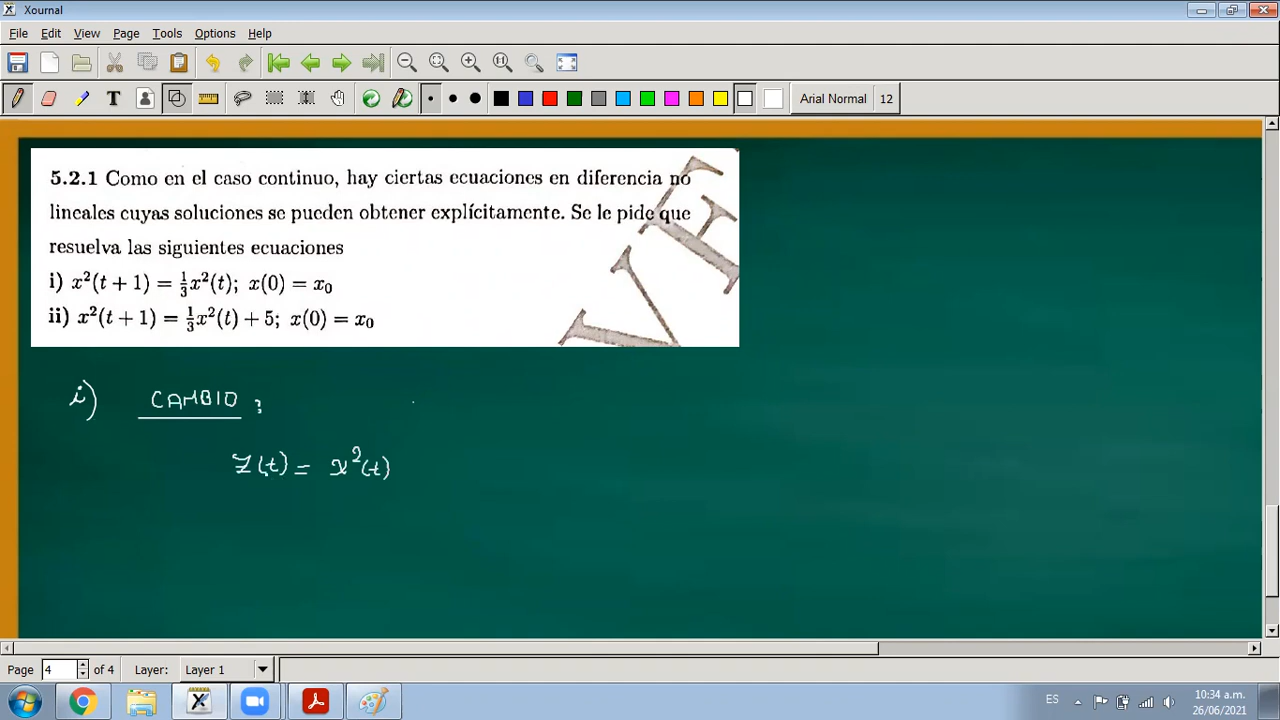 Xournal
File Edit View Page Tools Options Help
Arial Normal 12
5.2.1 Como en el caso continuo, hay ciertas ecuaciones en diferencia no
lineales cuyas soluciones se pueden obtener explícitamente. Se le pide que
resuelva las siguientes ecuaciones
i) x²(t + 1) = ⅓x²(t); x(0) = x₀
ii) x²(t + 1) = ⅓x²(t) + 5; x(0) = x₀
i) CAMBIO :
Z(t) = x²(t)
Page 4 of 4 Layer: Layer 1
ES 10:34 a.m.
26/06/2021